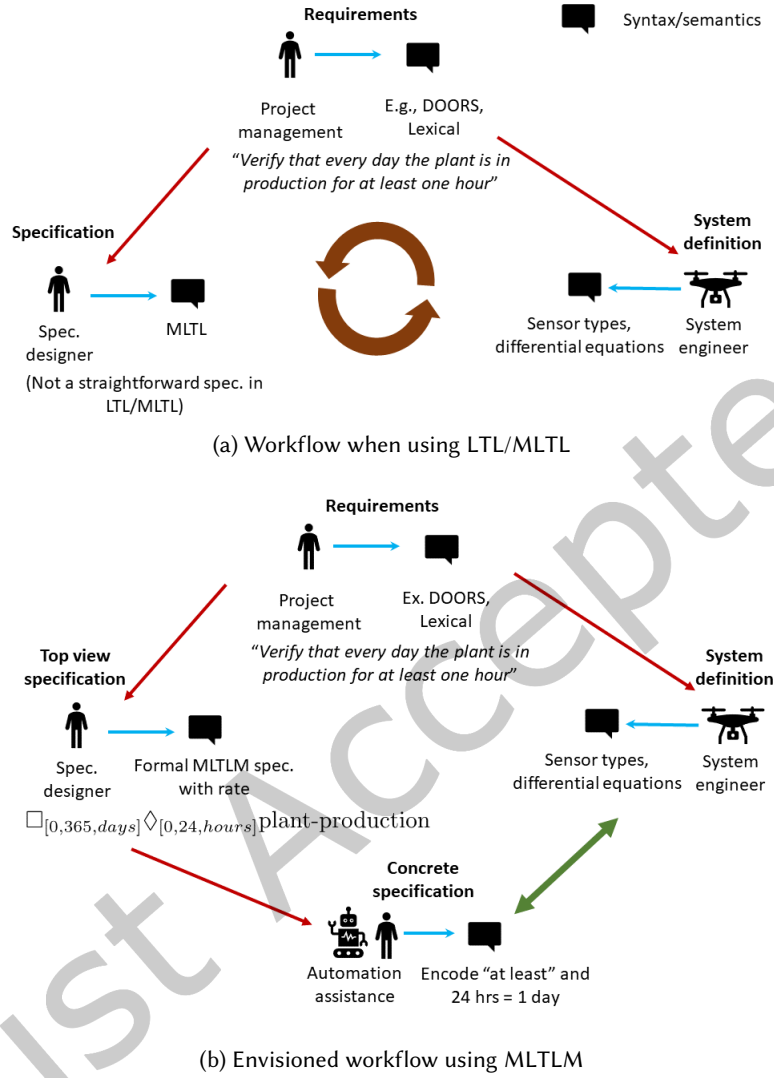 Requirements
Syntax/semantics
Project
management
E.g., DOORS,
Lexical
“Verify that every day the plant is in
production for at least one hour”
Specification
Spec.
designer
MLTL
(Not a straightforward spec. in
LTL/MLTL)
System
definition
Sensor types,
differential equations
System
engineer
(a) Workflow when using LTL/MLTL
Requirements
Project
management
Ex. DOORS,
Lexical
“Verify that every day the plant is in
production for at least one hour”
Top view
specification
Spec.
designer
Formal MLTLM spec.
with rate
□[0,365,days]◊[0,24,hours]plant-production
System
definition
Sensor types,
differential equations
System
engineer
Concrete
specification
Automation
assistance
Encode “at least” and
24 hrs = 1 day
(b) Envisioned workflow using MLTLM
ust Accepte